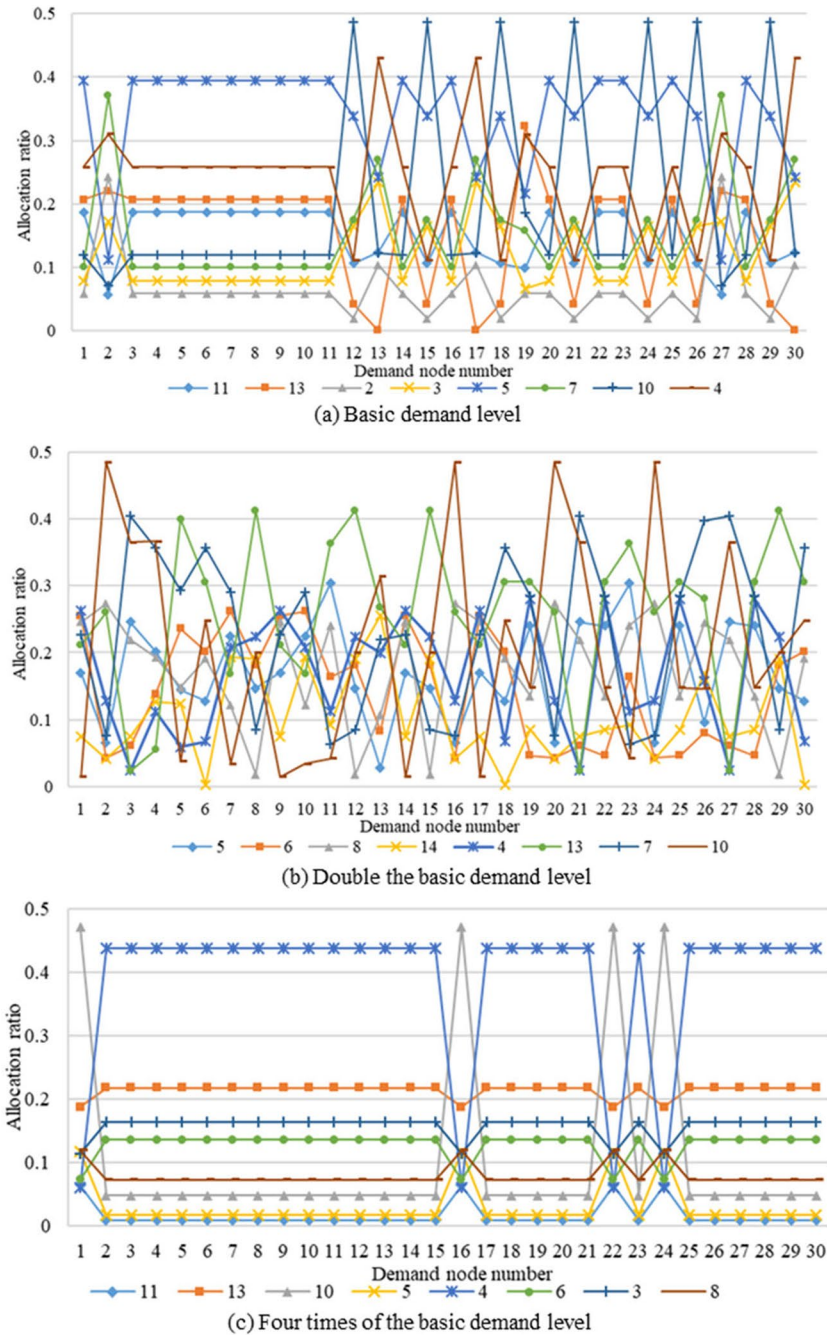 0.5
0.4
0.3
0.2
0.1
0
Allocation ratio
1 2 3 4 5 6 7 8 9 10 11 12 13 14 15 16 17 18 19 20 21 22 23 24 25 26 27 28 29 30
Demand node number
11 13 2 3 5 7 10 4
(a) Basic demand level
0.5
0.4
0.3
0.2
0.1
0
Allocation ratio
1 2 3 4 5 6 7 8 9 10 11 12 13 14 15 16 17 18 19 20 21 22 23 24 25 26 27 28 29 30
Demand node number
5 6 8 14 4 13 7 10
(b) Double the basic demand level
0.5
0.4
0.3
0.2
0.1
0
Allocation ratio
1 2 3 4 5 6 7 8 9 10 11 12 13 14 15 16 17 18 19 20 21 22 23 24 25 26 27 28 29 30
Demand node number
11 13 10 5 4 6 3 8
(c) Four times of the basic demand level